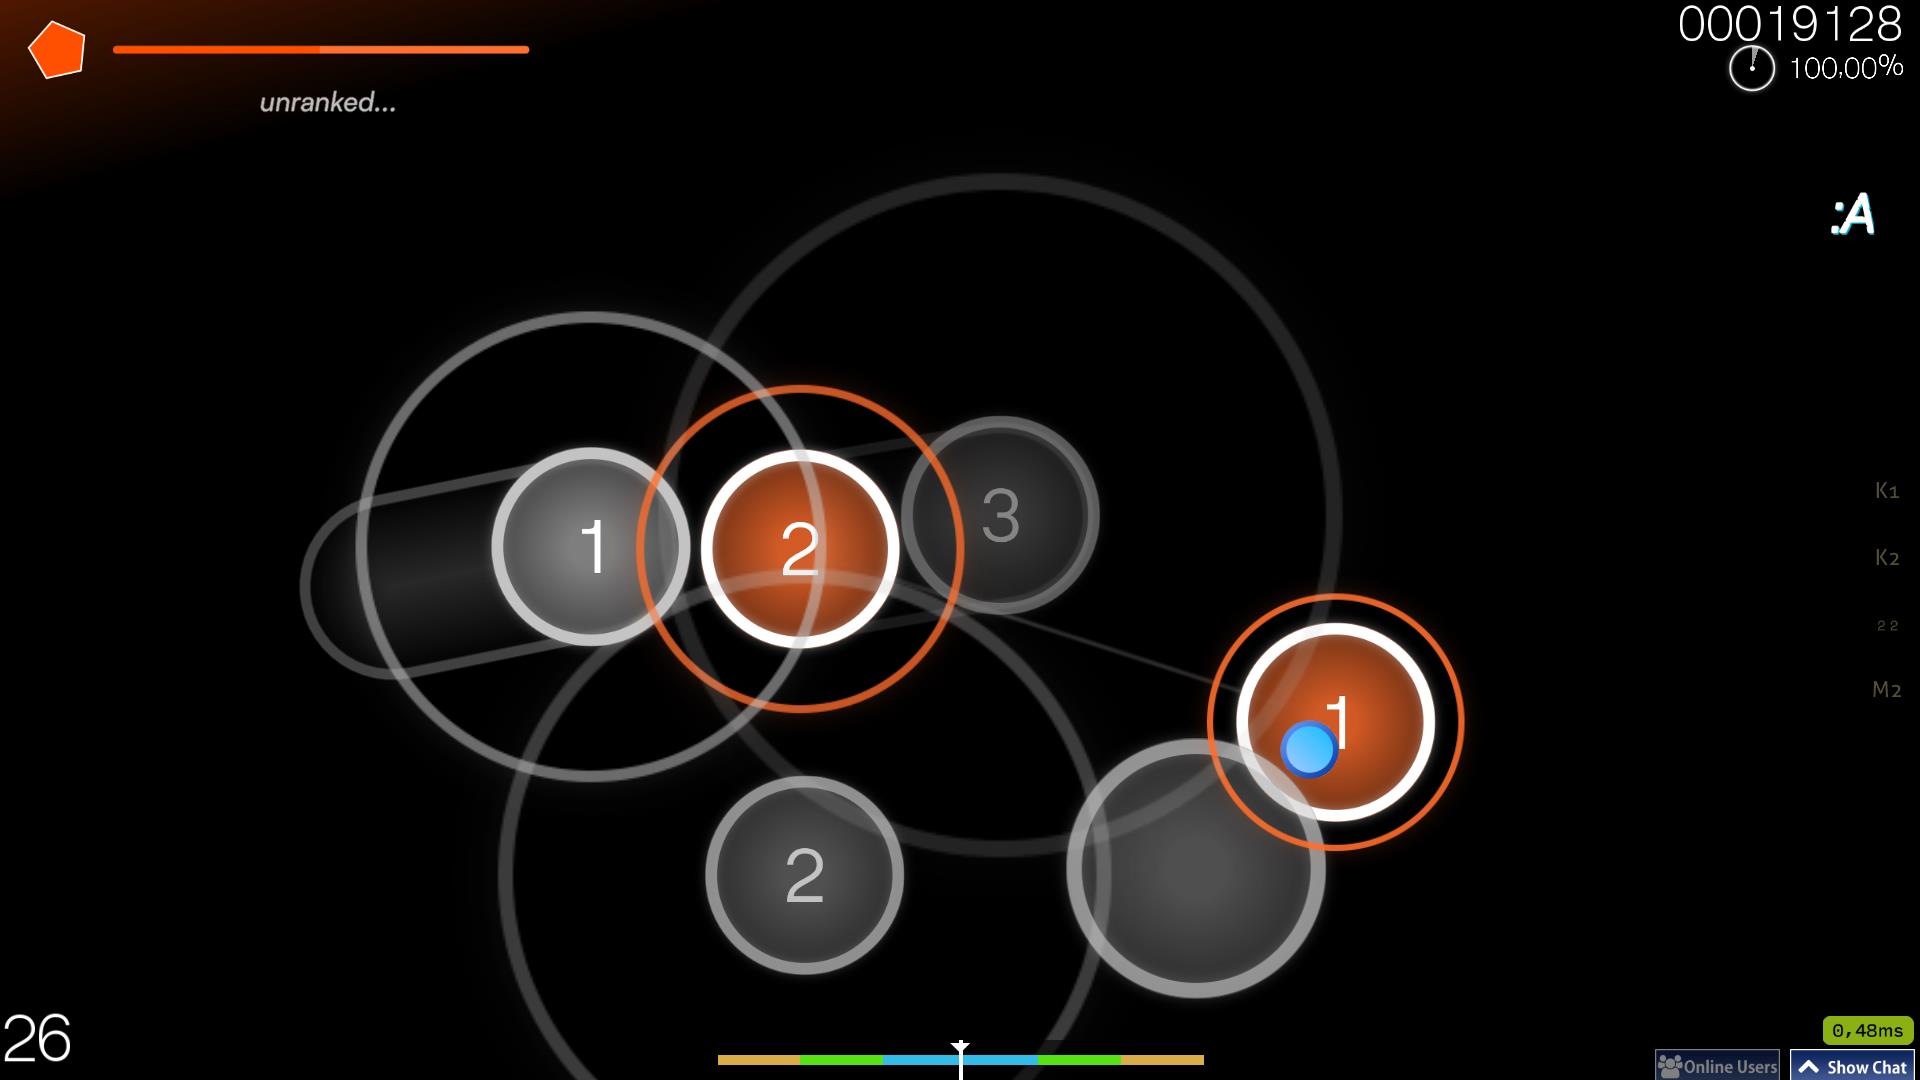 00019128
100,00%
unranked...
:A
1
2
3
1
2
K1
K2
22
M2
26
0,48ms
Online Users
Show Chat